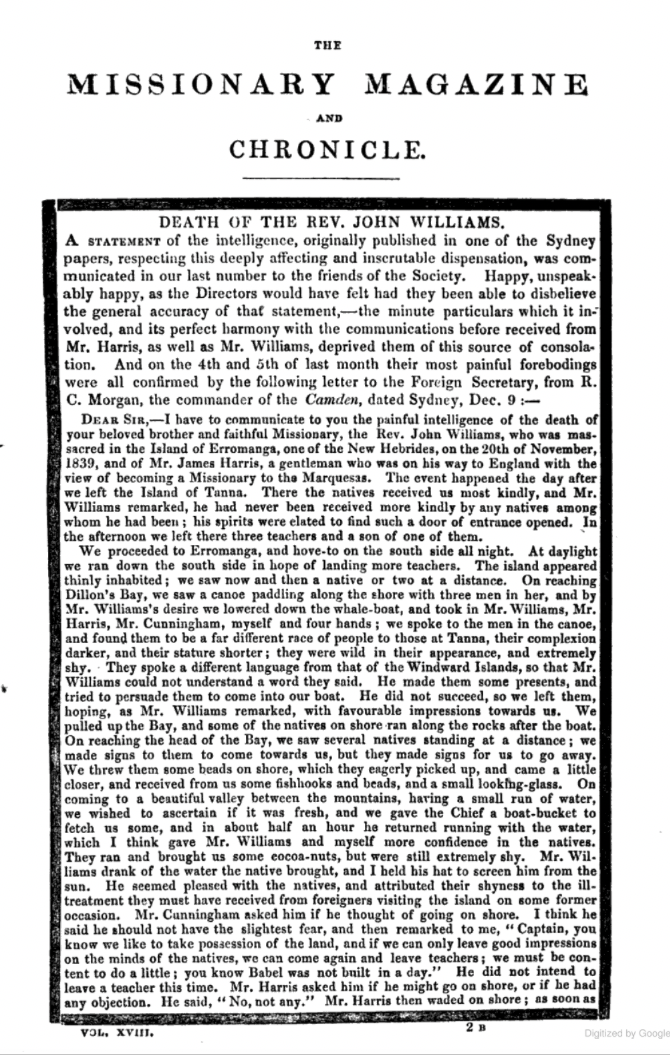 THE
MISSIONARY MAGAZINE
AND
CHRONICLE.
DEATH OF THE REV. JOHN WILLIAMS.
A STATEMENT of the intelligence, originally published in one of the Sydney
papers, respecting this deeply affecting and inscrutable dispensation, was com-
municated in our last number to the friends of the Society. Happy, unspeak-
ably happy, as the Directors would have felt had they been able to disbelieve
the general accuracy of that statement,—the minute particulars which it in-
volved, and its perfect harmony with the communications before received from
Mr. Harris, as well as Mr. Williams, deprived them of this source of consola-
tion. And on the 4th and 5th of last month their most painful forebodings
were all confirmed by the following letter to the Foreign Secretary, from R.
C. Morgan, the commander of the Camden, dated Sydney, Dec. 9 :—
DEAR SIR,—I have to communicate to you the painful intelligence of the death of
your beloved brother and faithful Missionary, the Rev. John Williams, who was mas-
sacred in the Island of Erromanga, one of the New Hebrides, on the 20th of November,
1839, and of Mr. James Harris, a gentleman who was on his way to England with the
view of becoming a Missionary to the Marquesas. The event happened the day after
we left the Island of Tanna. There the natives received us most kindly, and Mr.
Williams remarked, he had never been received more kindly by any natives among
whom he had been ; his spirits were elated to find such a door of entrance opened. In
the afternoon we left there three teachers and a son of one of them.
We proceeded to Erromanga, and hove-to on the south side all night. At daylight
we ran down the south side in hope of landing more teachers. The island appeared
thinly inhabited ; we saw now and then a native or two at a distance. On reaching
Dillon's Bay, we saw a canoe paddling along the shore with three men in her, and by
Mr. Williams's desire we lowered down the whale-boat, and took in Mr. Williams, Mr.
Harris, Mr. Cunningham, myself and four hands ; we spoke to the men in the canoe,
and found them to be a far different race of people to those at Tanna, their complexion
darker, and their stature shorter ; they were wild in their appearance, and extremely
shy. They spoke a different language from that of the Windward Islands, so that Mr.
Williams could not understand a word they said. He made them some presents, and
tried to persuade them to come into our boat. He did not succeed, so we left them,
hoping, as Mr. Williams remarked, with favourable impressions towards us. We
pulled up the Bay, and some of the natives on shore ran along the rocks after the boat.
On reaching the head of the Bay, we saw several natives standing at a distance ; we
made signs to them to come towards us, but they made signs for us to go away.
We threw them some beads on shore, which they eagerly picked up, and came a little
closer, and received from us some fishhooks and beads, and a small looking-glass. On
coming to a beautiful valley between the mountains, having a small run of water,
we wished to ascertain if it was fresh, and we gave the Chief a boat-bucket to
fetch us some, and in about half an hour he returned running with the water,
which I think gave Mr. Williams and myself more confidence in the natives.
They ran and brought us some cocoa-nuts, but were still extremely shy. Mr. Wil-
liams drank of the water the native brought, and I held his hat to screen him from the
sun. He seemed pleased with the natives, and attributed their shyness to the ill-
treatment they must have received from foreigners visiting the island on some former
occasion. Mr. Cunningham asked him if he thought of going on shore. I think he
said he should not have the slightest fear, and then remarked to me, “ Captain, you
know we like to take possession of the land, and if we can only leave good impressions
on the minds of the natives, we can come again and leave teachers ; we must be con-
tent to do a little ; you know Babel was not built in a day.” He did not intend to
leave a teacher this time. Mr. Harris asked him if he might go on shore, or if he had
any objection. He said, “ No, not any.” Mr. Harris then waded on shore ; as soon as
VOL. XVIII.
2 B
Digitized by Google